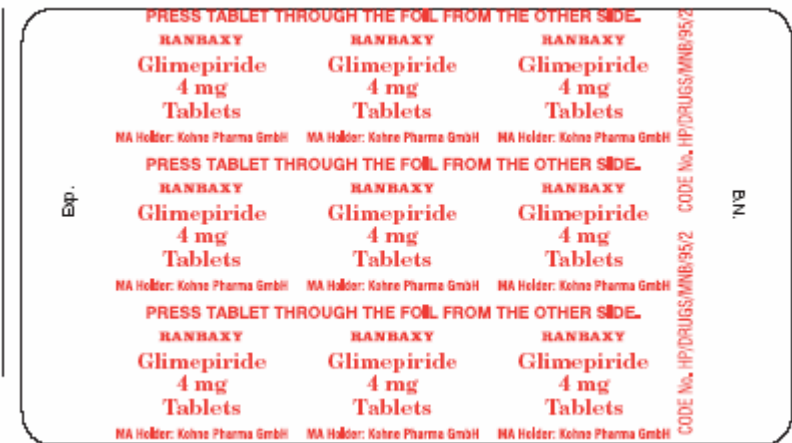 PRESS TABLET THROUGH THE FOIL FROM THE OTHER SIDE.
RANBAXY RANBAXY RANBAXY
Glimepiride Glimepiride Glimepiride
4 mg 4 mg 4 mg
Tablets Tablets Tablets
MA Holder: Kohne Pharma GmbH MA Holder: Kohne Pharma GmbH MA Holder: Kohne Pharma GmbH
PRESS TABLET THROUGH THE FOIL FROM THE OTHER SIDE.
RANBAXY RANBAXY RANBAXY
Glimepiride Glimepiride Glimepiride
4 mg 4 mg 4 mg
Tablets Tablets Tablets
MA Holder: Kohne Pharma GmbH MA Holder: Kohne Pharma GmbH MA Holder: Kohne Pharma GmbH
PRESS TABLET THROUGH THE FOIL FROM THE OTHER SIDE.
RANBAXY RANBAXY RANBAXY
Glimepiride Glimepiride Glimepiride
4 mg 4 mg 4 mg
Tablets Tablets Tablets
MA Holder: Kohne Pharma GmbH MA Holder: Kohne Pharma GmbH MA Holder: Kohne Pharma GmbH
Exp.
CODE No. HP/DRUGS/MNB/95/2 CODE No. HP/DRUGS/MNB/95/2
B.N.